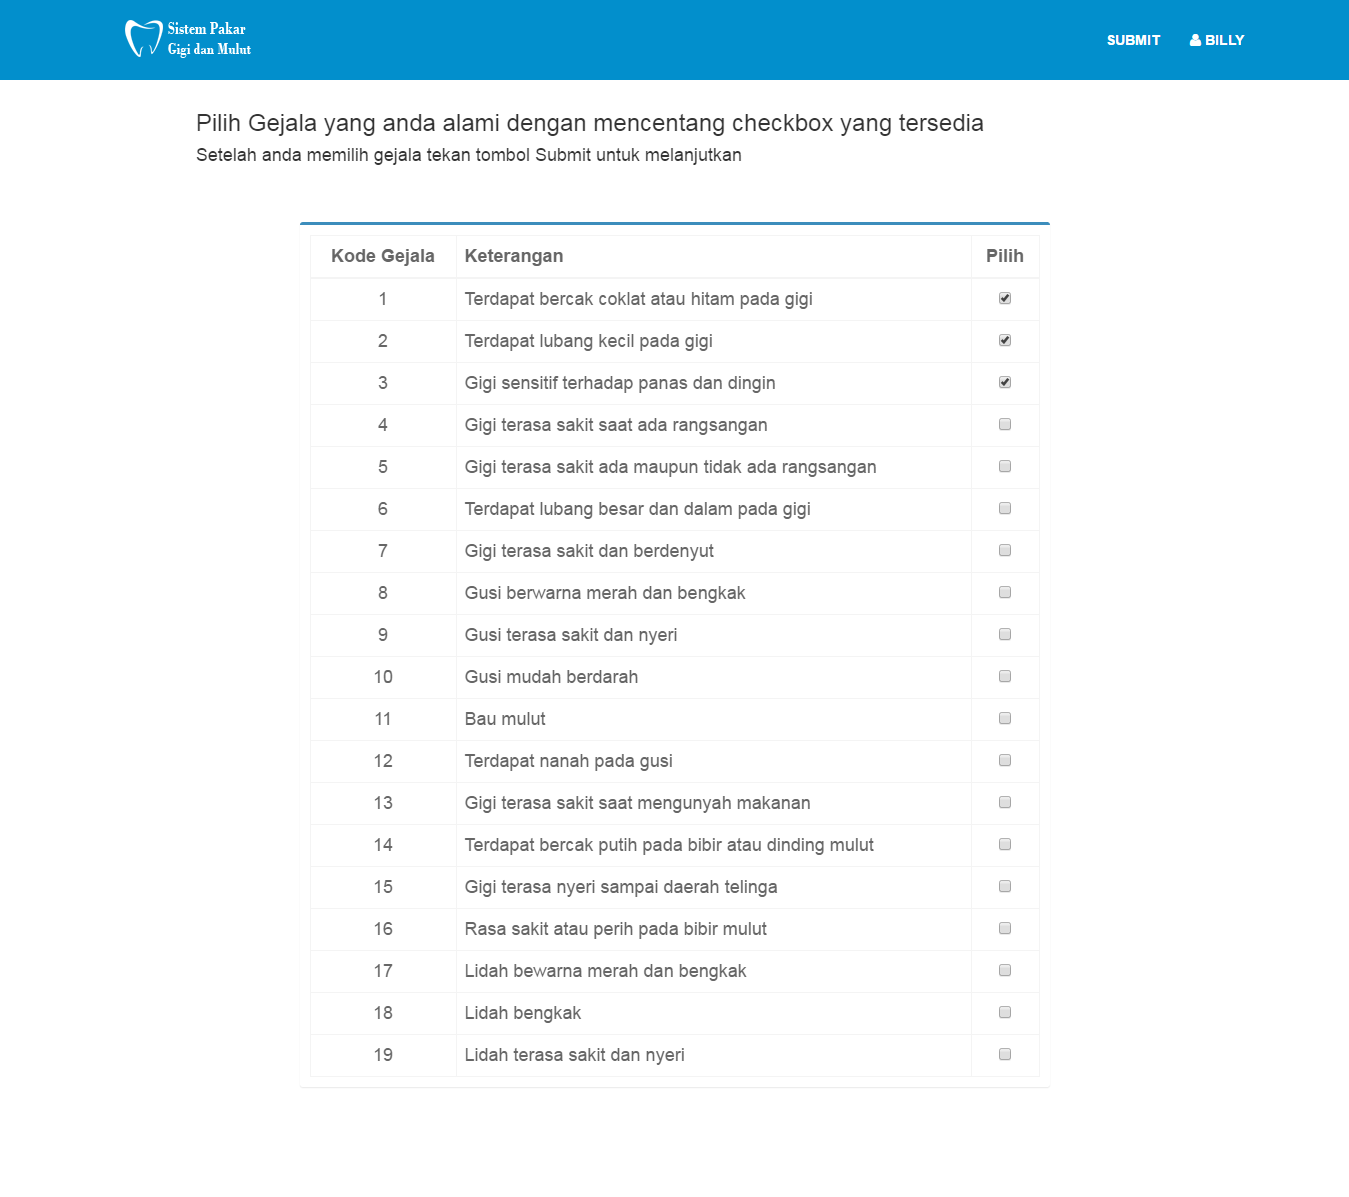 Sistem Pakar
Gigi dan Mulut
SUBMIT BILLY
Pilih Gejala yang anda alami dengan mencentang checkbox yang tersedia
Setelah anda memilih gejala tekan tombol Submit untuk melanjutkan
Kode Gejala Keterangan Pilih
1 Terdapat bercak coklat atau hitam pada gigi
2 Terdapat lubang kecil pada gigi
3 Gigi sensitif terhadap panas dan dingin
4 Gigi terasa sakit saat ada rangsangan
5 Gigi terasa sakit ada maupun tidak ada rangsangan
6 Terdapat lubang besar dan dalam pada gigi
7 Gigi terasa sakit dan berdenyut
8 Gusi berwarna merah dan bengkak
9 Gusi terasa sakit dan nyeri
10 Gusi mudah berdarah
11 Bau mulut
12 Terdapat nanah pada gusi
13 Gigi terasa sakit saat mengunyah makanan
14 Terdapat bercak putih pada bibir atau dinding mulut
15 Gigi terasa nyeri sampai daerah telinga
16 Rasa sakit atau perih pada bibir mulut
17 Lidah bewarna merah dan bengkak
18 Lidah bengkak
19 Lidah terasa sakit dan nyeri